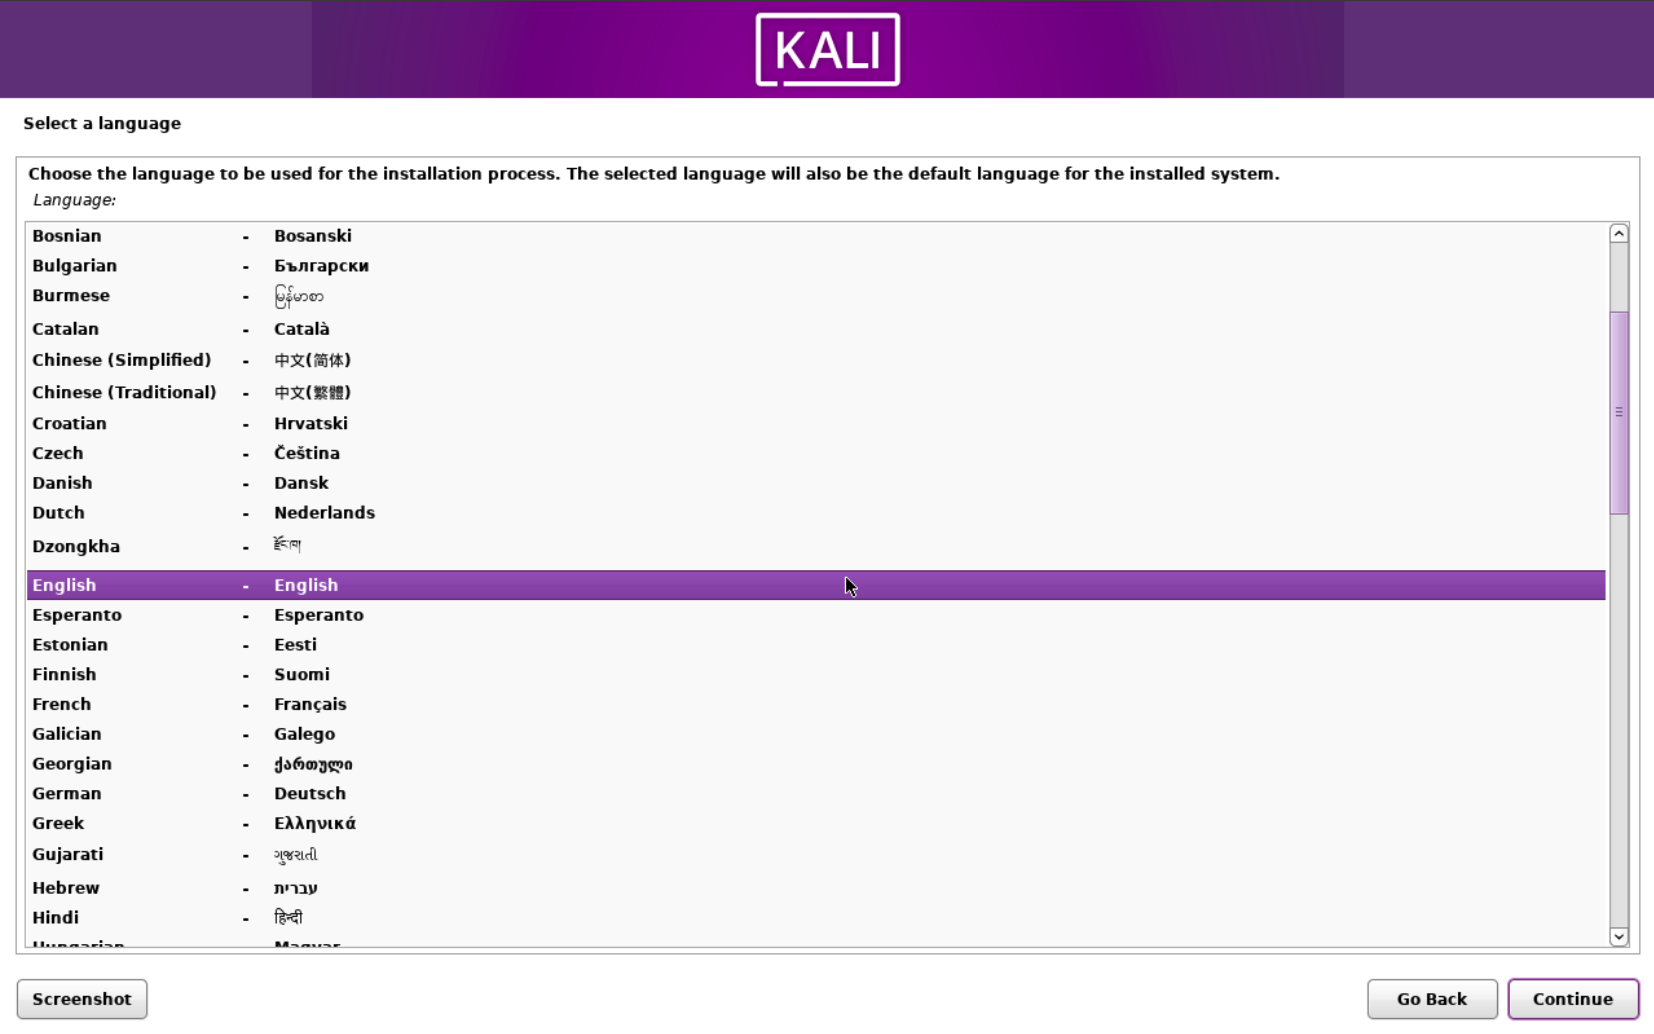 KALI
Select a language
Choose the language to be used for the installation process. The selected language will also be the default language for the installed system.
Language:
Bosnian - Bosanski
Bulgarian - Български
Burmese - မြန်မာစာ
Catalan - Català
Chinese (Simplified) - 中文(简体)
Chinese (Traditional) - 中文(繁體)
Croatian - Hrvatski
Czech - Čeština
Danish - Dansk
Dutch - Nederlands
Dzongkha - རྫོང་ཁ།
English - English
Esperanto - Esperanto
Estonian - Eesti
Finnish - Suomi
French - Français
Galician - Galego
Georgian - ქართული
German - Deutsch
Greek - Ελληνικά
Gujarati - ગુજરાતી
Hebrew - עברית
Hindi - हिन्दी
Hungarian - Magyar
Screenshot Go Back Continue